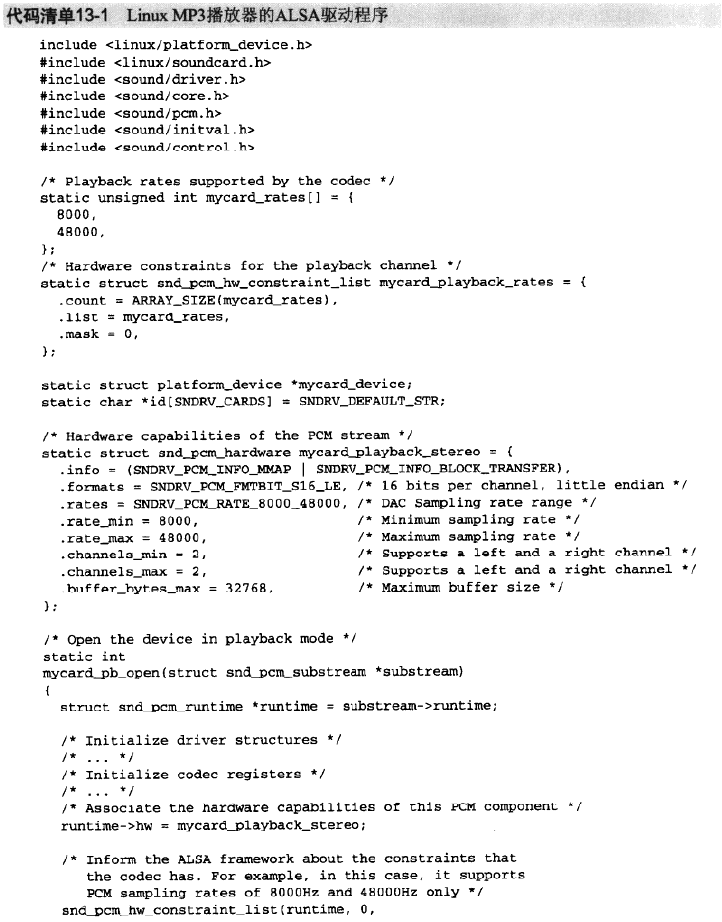 代码清单13-1 Linux MP3播放器的ALSA驱动程序
include <linux/platform_device.h>
#include <linux/soundcard.h>
#include <sound/driver.h>
#include <sound/core.h>
#include <sound/pcm.h>
#include <sound/initval.h>
#include <sound/control.h>
/* Playback rates supported by the codec */
static unsigned int mycard_rates[] = {
8000,
48000,
};
/* Hardware constraints for the playback channel */
static struct snd_pcm_hw_constraint_list mycard_playback_rates = {
.count = ARRAY_SIZE(mycard_rates),
.list = mycard_rates,
.mask = 0,
};
static struct platform_device *mycard_device;
static char *id[SNDRV_CARDS] = SNDRV_DEFAULT_STR;
/* Hardware capabilities of the PCM stream */
static struct snd_pcm_hardware mycard_playback_stereo = {
.info = (SNDRV_PCM_INFO_MMAP | SNDRV_PCM_INFO_BLOCK_TRANSFER),
.formats = SNDRV_PCM_FMTBIT_S16_LE, /* 16 bits per channel, little endian */
.rates = SNDRV_PCM_RATE_8000_48000, /* DAC Sampling rate range */
.rate_min = 8000, /* Minimum sampling rate */
.rate_max = 48000, /* Maximum sampling rate */
.channels_min = 2, /* Supports a left and a right channel */
.channels_max = 2, /* Supports a left and a right channel */
.buffer_bytes_max = 32768, /* Maximum buffer size */
};
/* Open the device in playback mode */
static int
mycard_pb_open(struct snd_pcm_substream *substream)
{
struct snd_pcm_runtime *runtime = substream->runtime;
/* Initialize driver structures */
/* ... */
/* Initialize codec registers */
/* ... */
/* Associate the hardware capabilities of this PCM component */
runtime->hw = mycard_playback_stereo;
/* Inform the ALSA framework about the constraints that
the codec has. For example, in this case, it supports
PCM sampling rates of 8000Hz and 48000Hz only */
snd_pcm_hw_constraint_list(runtime, 0,